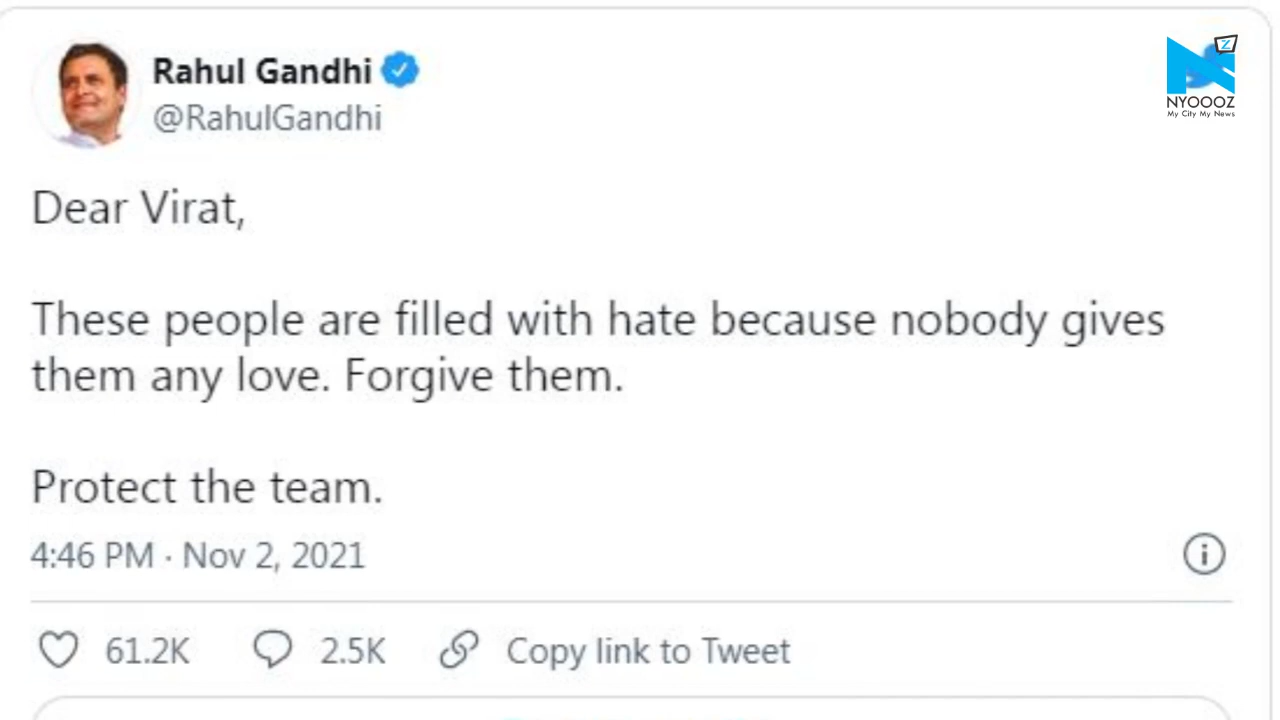 Rahul Gandhi
@RahulGandhi
Z
N
NYOOOZ
My City My News
Dear Virat,
These people are filled with hate because nobody gives
them any love. Forgive them.
Protect the team.
4:46 PM · Nov 2, 2021
61.2K 2.5K Copy link to Tweet